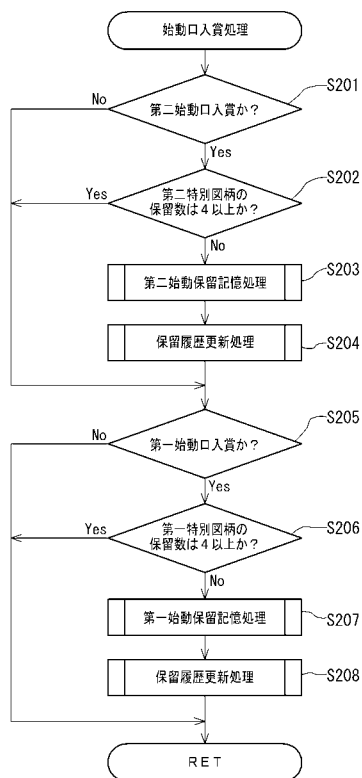 始動口入賞処理
S201
No
第二始動口入賞か？
Yes
S202
Yes
第二特別図柄の
保留数は４以上か？
No
S203
第二始動保留記憶処理
S204
保留履歴更新処理
S205
No
第一始動口入賞か？
Yes
S206
Yes
第一特別図柄の
保留数は４以上か？
No
S207
第一始動保留記憶処理
S208
保留履歴更新処理
ＲＥＴ